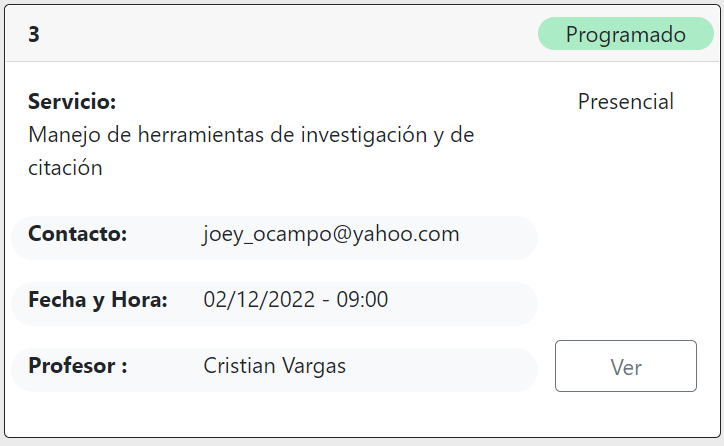 3
Programado
Servicio:
Presencial
Manejo de herramientas de investigación y de
citación
Contacto: joey_ocampo@yahoo.com
Fecha y Hora: 02/12/2022 - 09:00
Profesor : Cristian Vargas
Ver